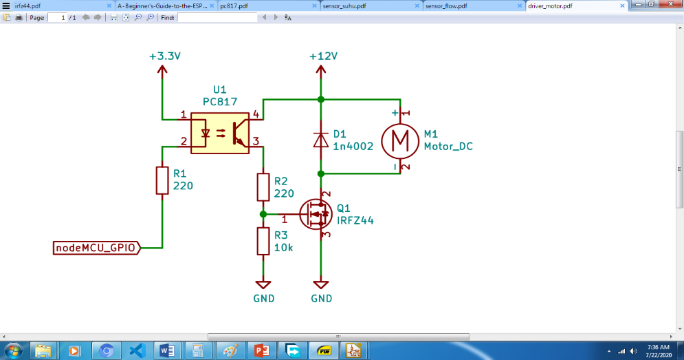 irfz44.pdf
A- Beginner's-Guide-to-the-ESP...
pc817.pdf
sensor_suhu.pdf
sensor_flow.pdf
driver_motor.pdf
Page: 1 / 1
Find:
+3.3V
+12V
U1
PC817
1
4
2
3
D1
1n4002
+
1
M
M1
Motor_DC
-
2
R1
220
R2
220
2
Q1
IRFZ44
1
3
R3
10k
nodeMCU_GPIO
GND
GND
7:36 AM
7/22/2020